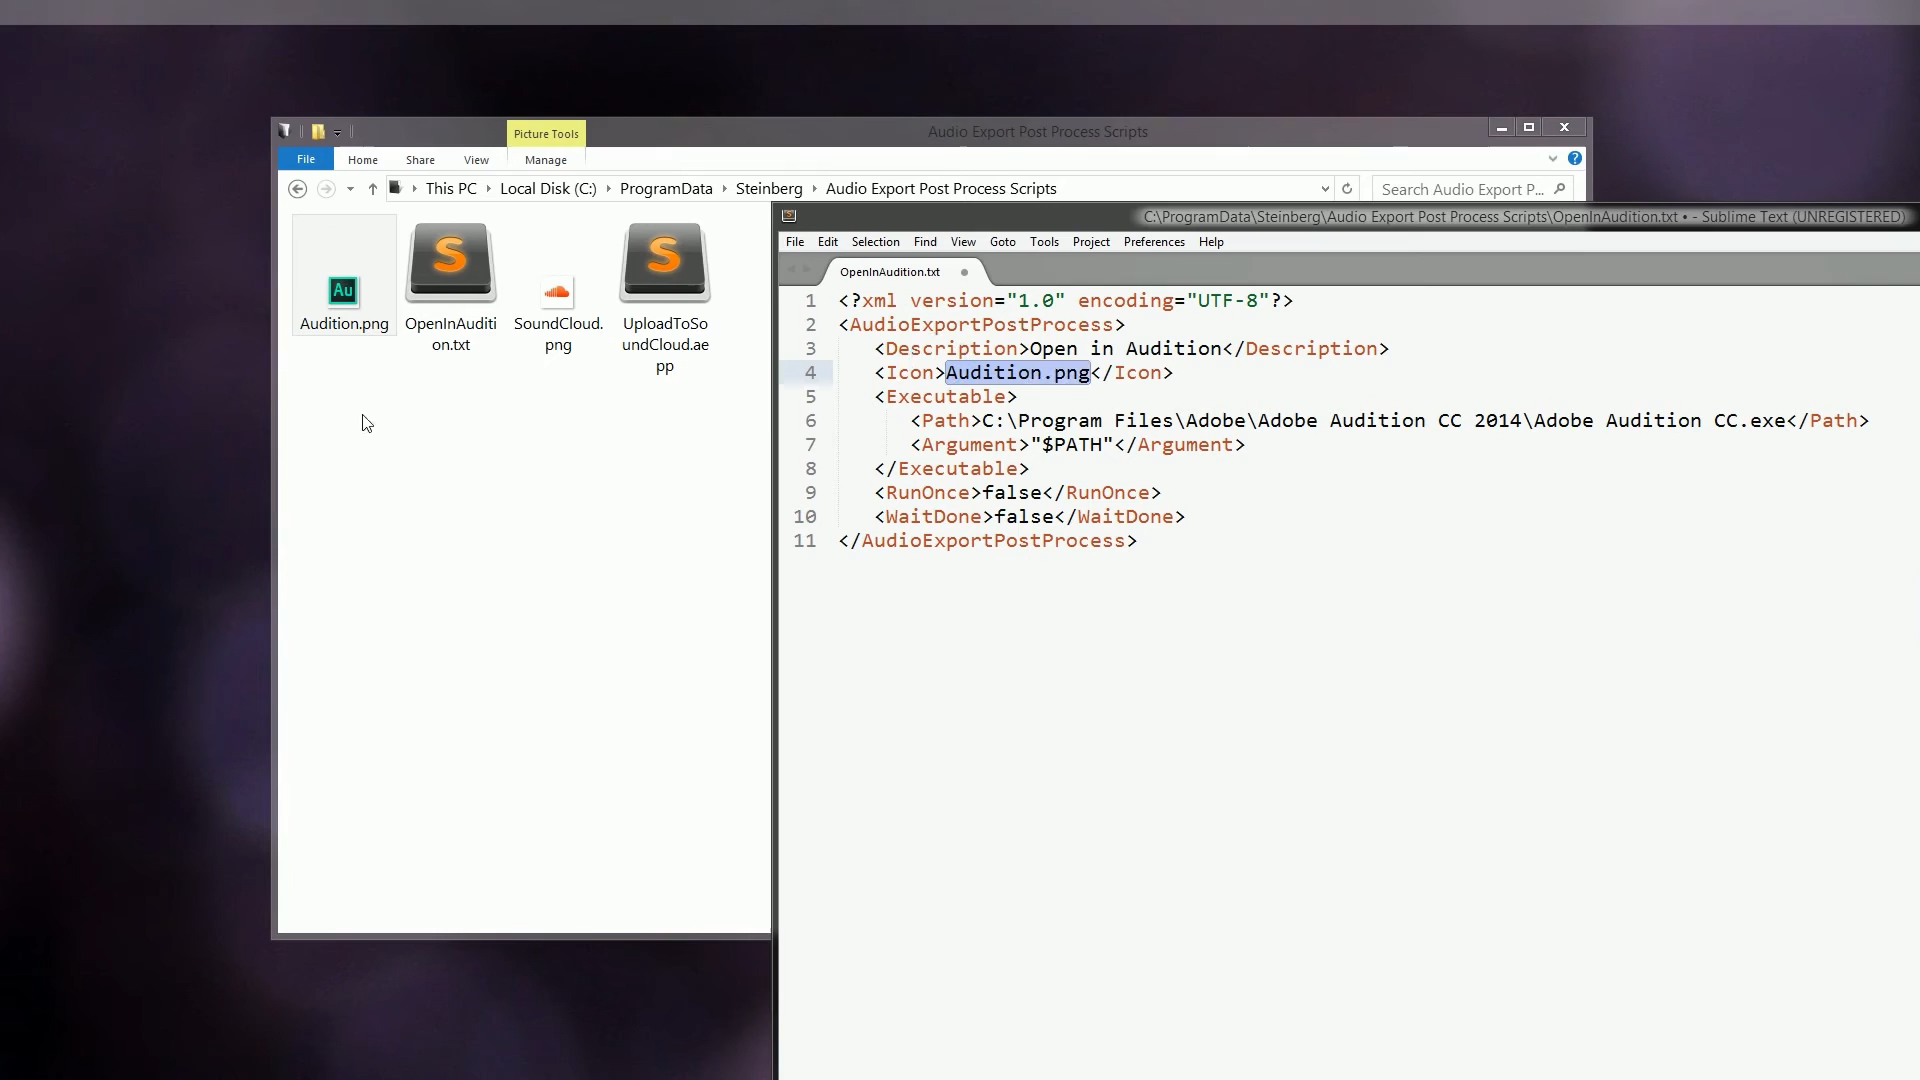 Picture Tools
Audio Export Post Process Scripts
File Home Share View Manage
This PC Local Disk (C:) ProgramData Steinberg Audio Export Post Process Scripts
Search Audio Export P...
Au
Audition.png
S
OpenInAuditi
on.txt
SoundCloud.
png
S
UploadToSo
undCloud.ae
pp
C:\ProgramData\Steinberg\Audio Export Post Process Scripts\OpenInAudition.txt • - Sublime Text (UNREGISTERED)
File Edit Selection Find View Goto Tools Project Preferences Help
OpenInAudition.txt
1 <?xml version="1.0" encoding="UTF-8"?>
2 <AudioExportPostProcess>
3 <Description>Open in Audition</Description>
4 <Icon>Audition.png</Icon>
5 <Executable>
6 <Path>C:\Program Files\Adobe\Adobe Audition CC 2014\Adobe Audition CC.exe</Path>
7 <Argument>"$PATH"</Argument>
8 </Executable>
9 <RunOnce>false</RunOnce>
10 <WaitDone>false</WaitDone>
11 </AudioExportPostProcess>